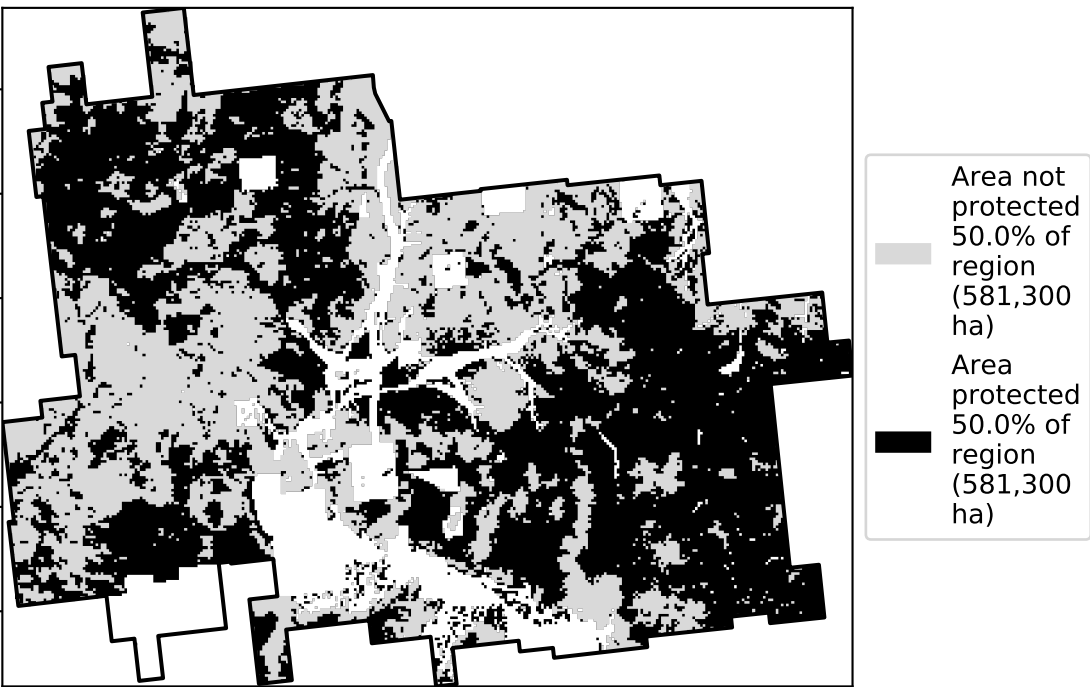 Area not
protected
50.0% of
region
(581,300
ha)
Area
protected
50.0% of
region
(581,300
ha)